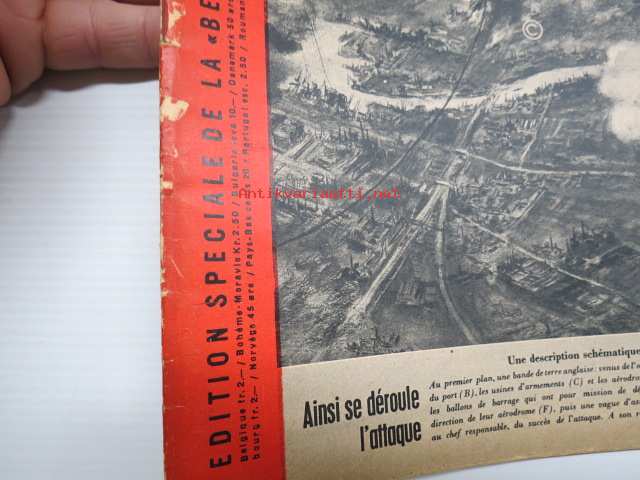 EDITION SPECIALE DE LA «BE
Belgique fr. 2.— / Bohême-Moravie Kr. 2.50 / Bulgarie leva 10.— / Danemark 50 øre
bourg fr. 2.— / Norvège 45 øre / Pays-Bas cents 20 / Portugal esc. 2.50 / Rouman
Antikvariaatti.net
Ainsi se déroule
l'attaque
Une description schématique
Au premier plan, une bande de terre anglaise: venus de l'o
du port (B), les usines d'armements (C) et les aérodro
les ballons de barrage qui ont pour mission de dé
direction de leur aérodrome (F), puis une vague d'as
au chef responsable, du succès de l'attaque. A son